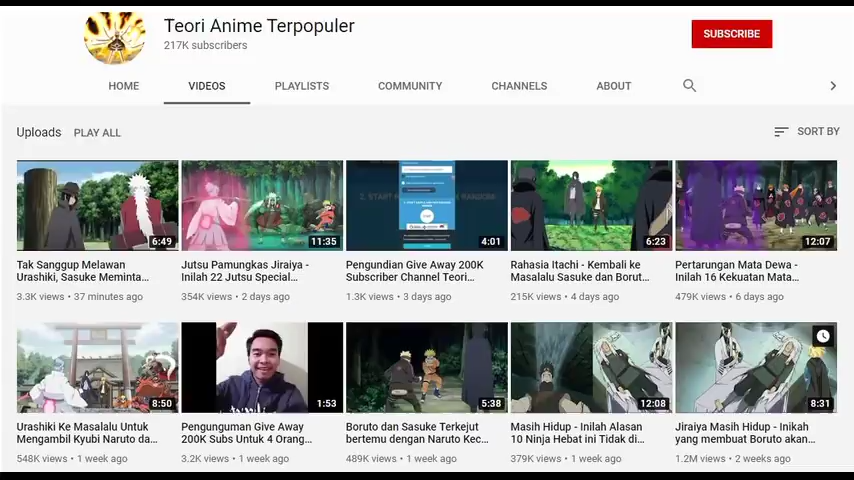 Teori Anime Terpopuler
217K subscribers
SUBSCRIBE
HOME VIDEOS PLAYLISTS COMMUNITY CHANNELS ABOUT
Uploads PLAY ALL SORT BY
6:49 11:35 4:01 6:23 12:07
Tak Sanggup Melawan
Urashiki, Sasuke Meminta...
3.3K views • 37 minutes ago
Jutsu Pamungkas Jiraiya -
Inilah 22 Jutsu Special...
354K views • 2 days ago
Pengundian Give Away 200K
Subscriber Channel Teori...
1.3K views • 3 days ago
Rahasia Itachi - Kembali ke
Masalalu Sasuke dan Borut...
215K views • 4 days ago
Pertarungan Mata Dewa -
Inilah 16 Kekuatan Mata...
479K views • 6 days ago
8:50 1:53 5:38 12:08 8:31
Urashiki Ke Masalalu Untuk
Mengambil Kyubi Naruto da...
548K views • 1 week ago
Pengunguman Give Away
200K Subs Untuk 4 Orang...
3.2K views • 1 week ago
Boruto dan Sasuke Terkejut
bertemu dengan Naruto Kec...
489K views • 1 week ago
Masih Hidup - Inilah Alasan
10 Ninja Hebat ini Tidak di...
379K views • 1 week ago
Jiraiya Masih Hidup - Inikah
yang membuat Boruto akan...
1.2M views • 2 weeks ago